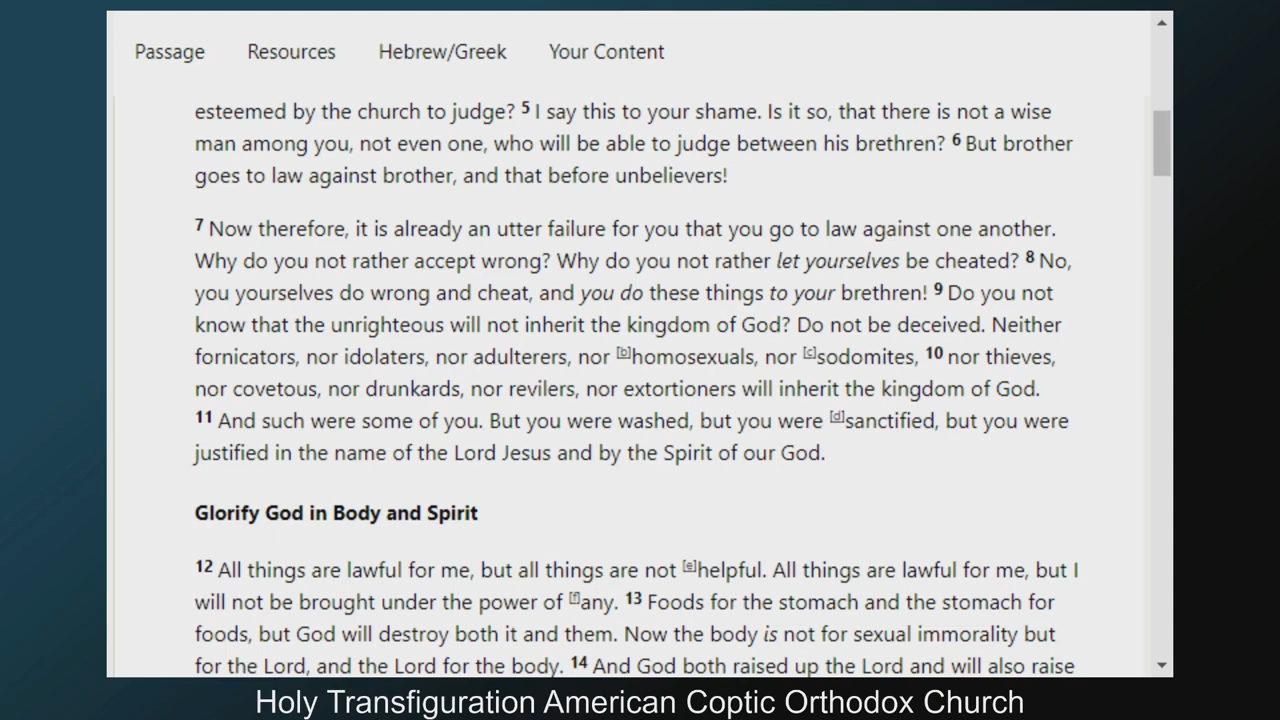 Passage Resources Hebrew/Greek Your Content
esteemed by the church to judge? 5 I say this to your shame. Is it so, that there is not a wise
man among you, not even one, who will be able to judge between his brethren? 6 But brother
goes to law against brother, and that before unbelievers!
7 Now therefore, it is already an utter failure for you that you go to law against one another.
Why do you not rather accept wrong? Why do you not rather let yourselves be cheated? 8 No,
you yourselves do wrong and cheat, and you do these things to your brethren! 9 Do you not
know that the unrighteous will not inherit the kingdom of God? Do not be deceived. Neither
fornicators, nor idolaters, nor adulterers, nor [b]homosexuals, nor [c]sodomites, 10 nor thieves,
nor covetous, nor drunkards, nor revilers, nor extortioners will inherit the kingdom of God.
11 And such were some of you. But you were washed, but you were [d]sanctified, but you were
justified in the name of the Lord Jesus and by the Spirit of our God.
Glorify God in Body and Spirit
12 All things are lawful for me, but all things are not [e]helpful. All things are lawful for me, but I
will not be brought under the power of [f]any. 13 Foods for the stomach and the stomach for
foods, but God will destroy both it and them. Now the body is not for sexual immorality but
for the Lord, and the Lord for the body. 14 And God both raised up the Lord and will also raise
Holy Transfiguration American Coptic Orthodox Church